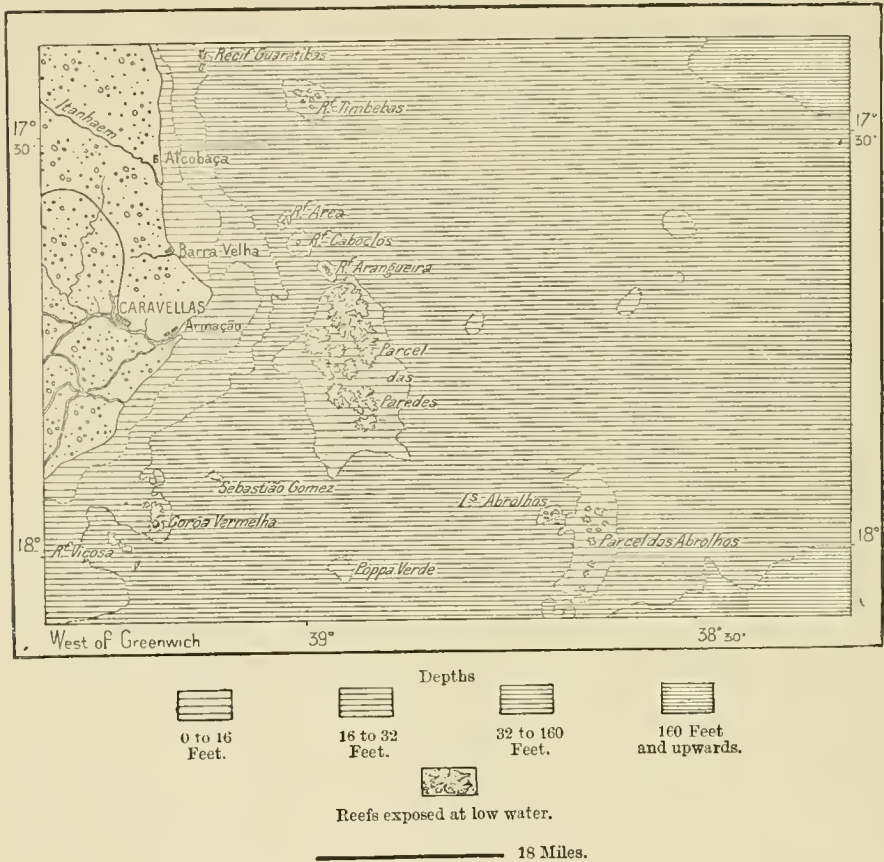 Récif Guaratibas
Rf. Timbebas
Itanhaem
17°
30'
17°
30'
Alcobaça
Rf. Area
Rf. Caboclos
Barra Velha
Rf. Arangueira
CARAVELLAS
Armação
Parcel
das
Paredes
Sebastião Gomez
Is. Abrolhos
Coroa Vermelha
Parcel dos Abrolhos
18°
18°
Rf. Viçosa
Poppa Verde
West of Greenwich
39°
38° 30'
Depths
0 to 16
Feet.
16 to 32
Feet.
32 to 160
Feet.
160 Feet
and upwards.
Reefs exposed at low water.
18 Miles.